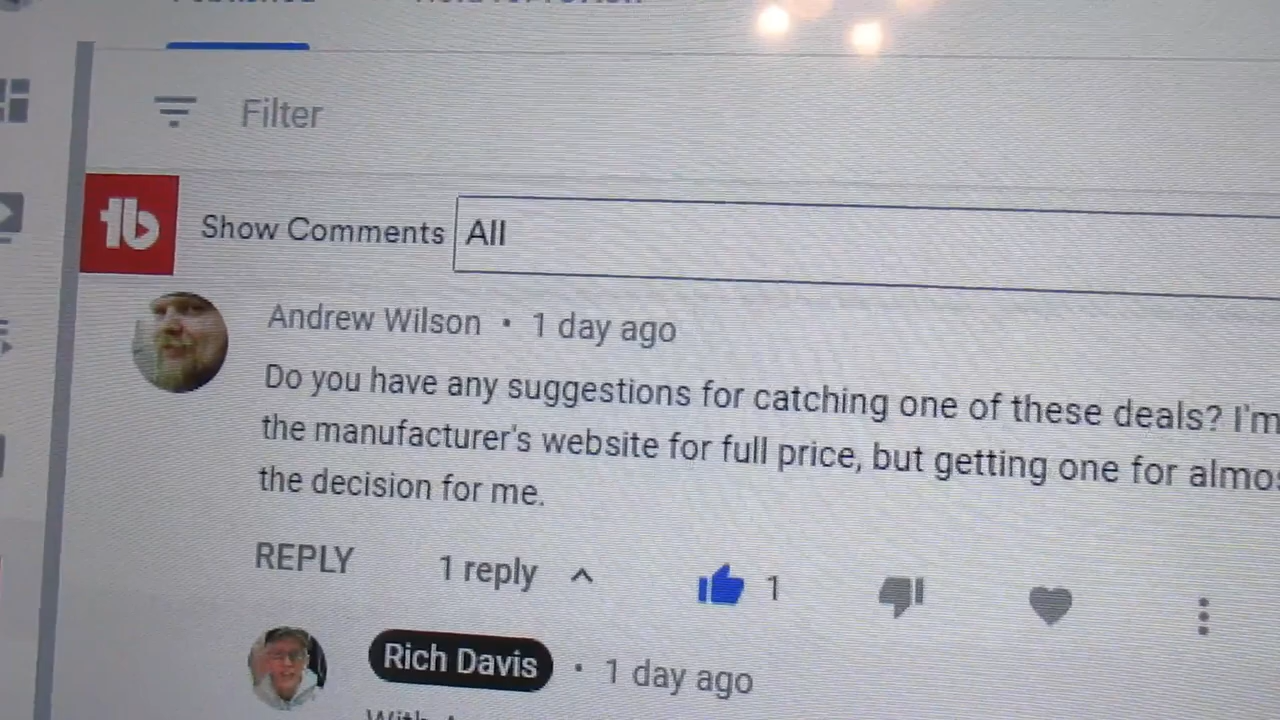 Filter
Show Comments All
Andrew Wilson • 1 day ago
Do you have any suggestions for catching one of these deals? I'm
the manufacturer's website for full price, but getting one for
the decision for me.
REPLY 1 reply 1
Rich Davis • 1 day ago